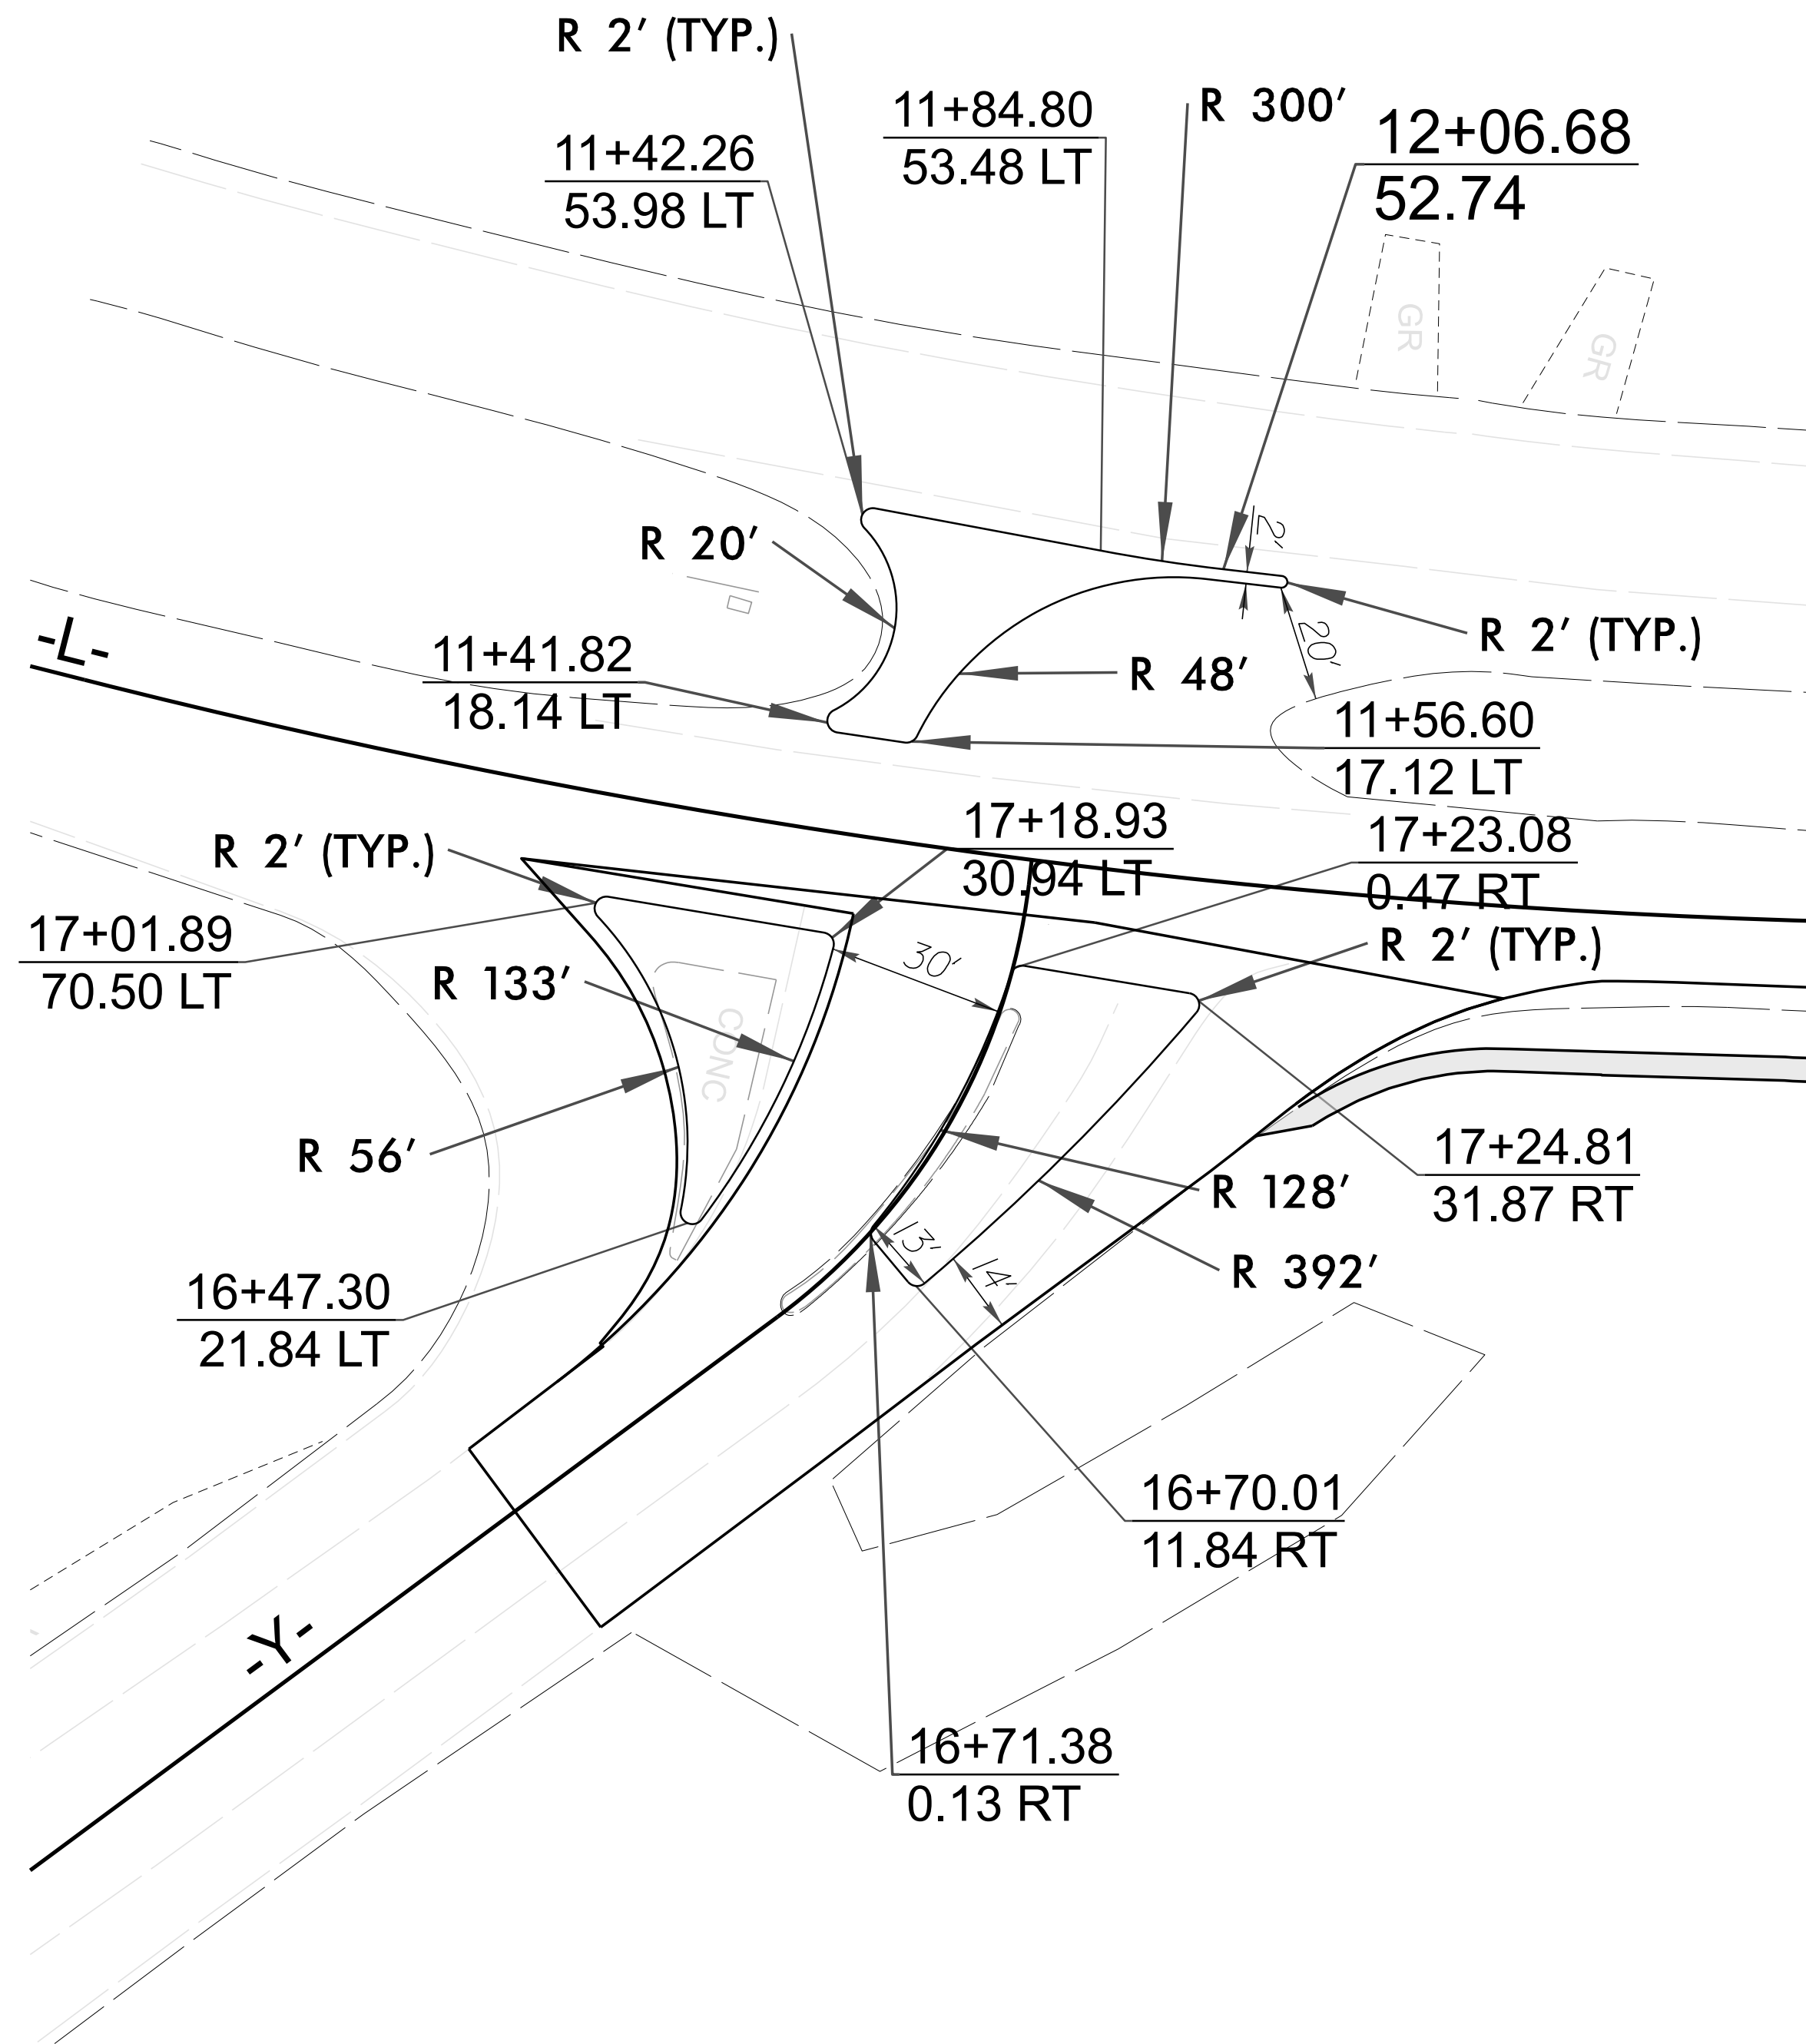 R 2' (TYP.)
11+84.80
53.48 LT
R 300'
12+06.68
52.74
11+42.26
53.98 LT
GR
GR
2'
R 20'
20'
R 2' (TYP.)
-L-
11+41.82
18.14 LT
R 48'
11+56.60
17.12 LT
17+18.93
30.94 LT
17+23.08
0.47 RT
R 2' (TYP.)
17+01.89
70.50 LT
R 133'
30'
R 2' (TYP.)
CONC
R 56'
17+24.81
31.87 RT
R 128'
13'
14'
R 392'
16+47.30
21.84 LT
16+70.01
11.84 RT
-Y-
16+71.38
0.13 RT